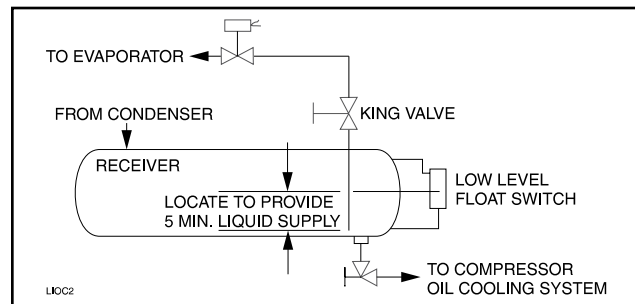 TO EVAPORATOR
FROM CONDENSER
KING VALVE
RECEIVER
LOCATE TO PROVIDE
5 MIN. LIQUID SUPPLY
LOW LEVEL
FLOAT SWITCH
TO COMPRESSOR
OIL COOLING SYSTEM
LIOC2